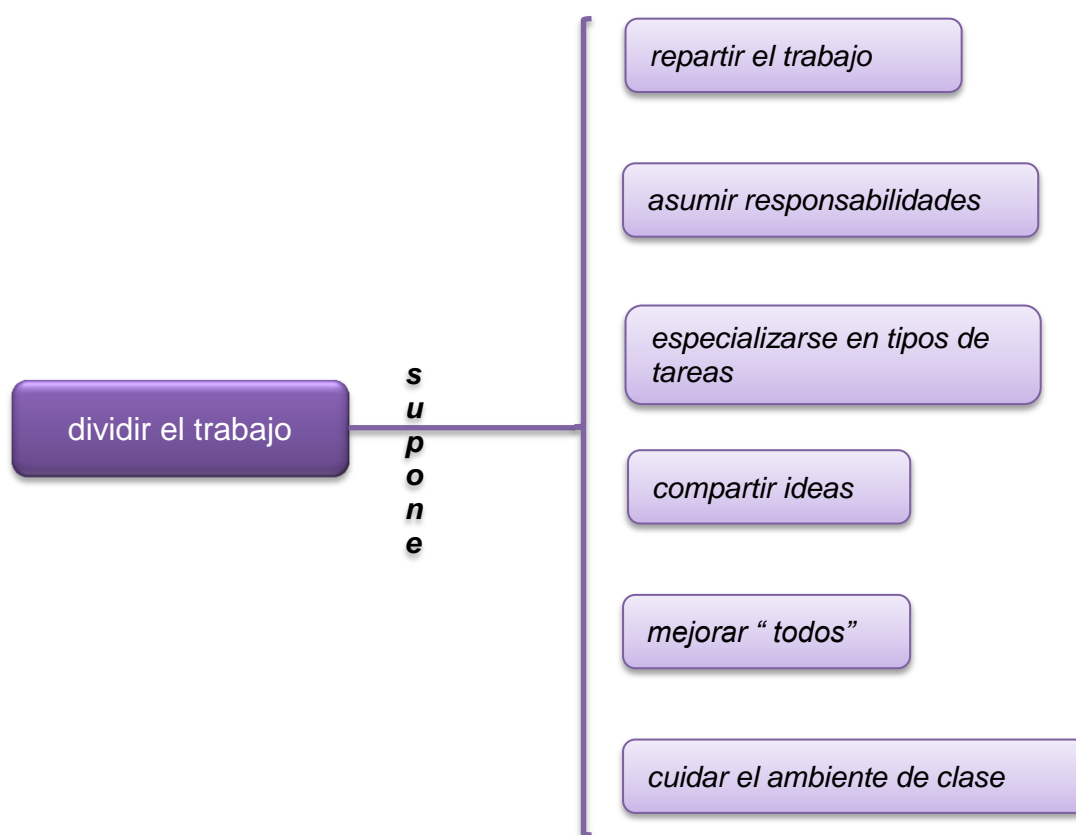 repartir el trabajo
asumir responsabilidades
especializarse en tipos de
tareas
dividir el trabajo
supone
compartir ideas
mejorar “ todos”
cuidar el ambiente de clase